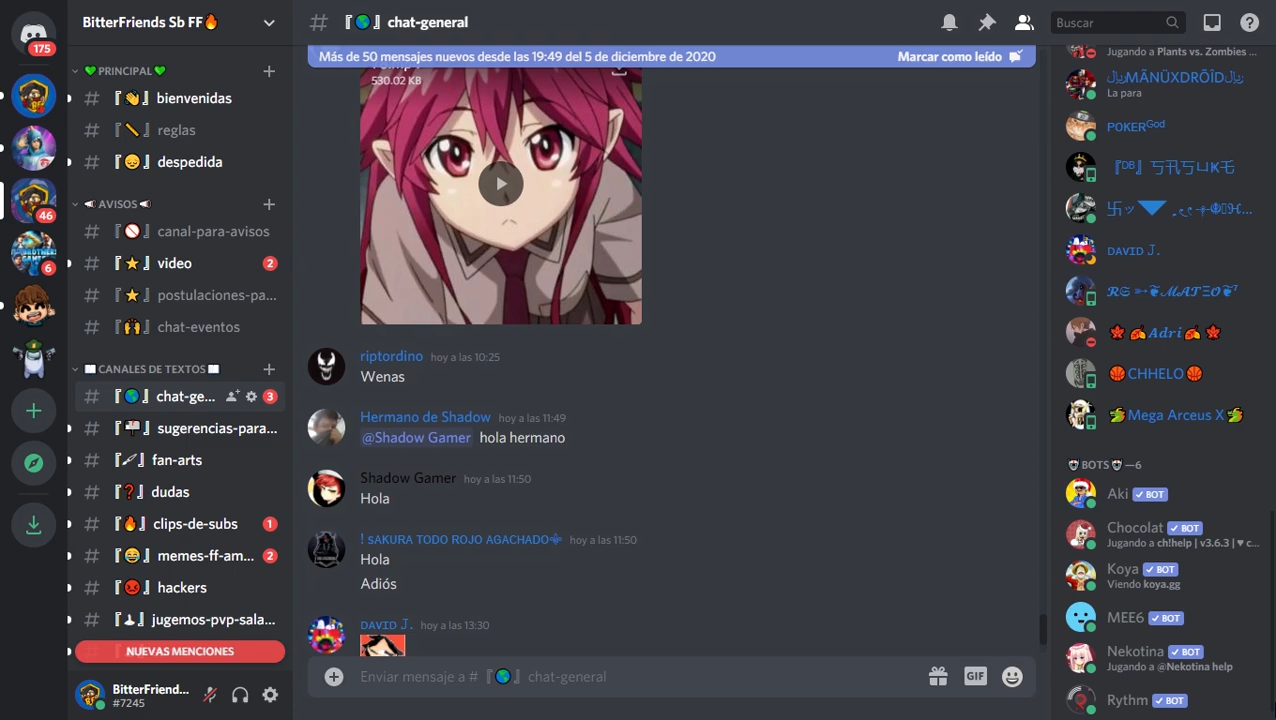 175
46
6
BitterFriends Sb FF🔥
💚 PRINCIPAL 💚
『👋』 bienvenidas
『📏』 reglas
『😞』 despedida
📢 AVISOS 📢
『🚫』 canal-para-avisos
『⭐』 video 2
『⭐』 postulaciones-pa...
『🙌』 chat-eventos
📖 CANALES DE TEXTOS 📖
『🌎』 chat-ge... 3
『📬』 sugerencias-para...
『🖌』 fan-arts
『❓』 dudas
『🔥』 clips-de-subs 1
『😄』 memes-ff-am... 2
『😡』 hackers
『🕹』 juguemos-pvp-sala...
NUEVAS MENCIONES
BitterFriend...
#7245
# 『🌎』 chat-general
Buscar
Más de 50 mensajes nuevos desde las 19:49 del 5 de diciembre de 2020
Marcar como leído
530.02 KB
riptordino hoy a las 10:25
Wenas
Hermano de Shadow hoy a las 11:49
@Shadow Gamer hola hermano
Shadow Gamer hoy a las 11:50
Hola
! sAKURA TODO ROJO AGACHADO hoy a las 11:50
Hola
Adiós
DAVID J. hoy a las 13:30
Enviar mensaje a # 『🌎』 chat-general
GIF
Jugando a Plants vs. Zombies ...
MÃNÜXDRÕÎD
La para
POKERᴳᵒᵈ
『ᴰᴮ』
DAVID J.
🍁🍂Adri🍂🍁
🏀CHHELO🏀
🐉Mega Arceus X🐉
BOTS—6
Aki BOT
Chocolat BOT
Jugando a ch!help | v3.6.3 | ♥ c...
Koya BOT
Viendo koya.gg
MEE6 BOT
Nekotina BOT
Jugando a @Nekotina help
Rythm BOT